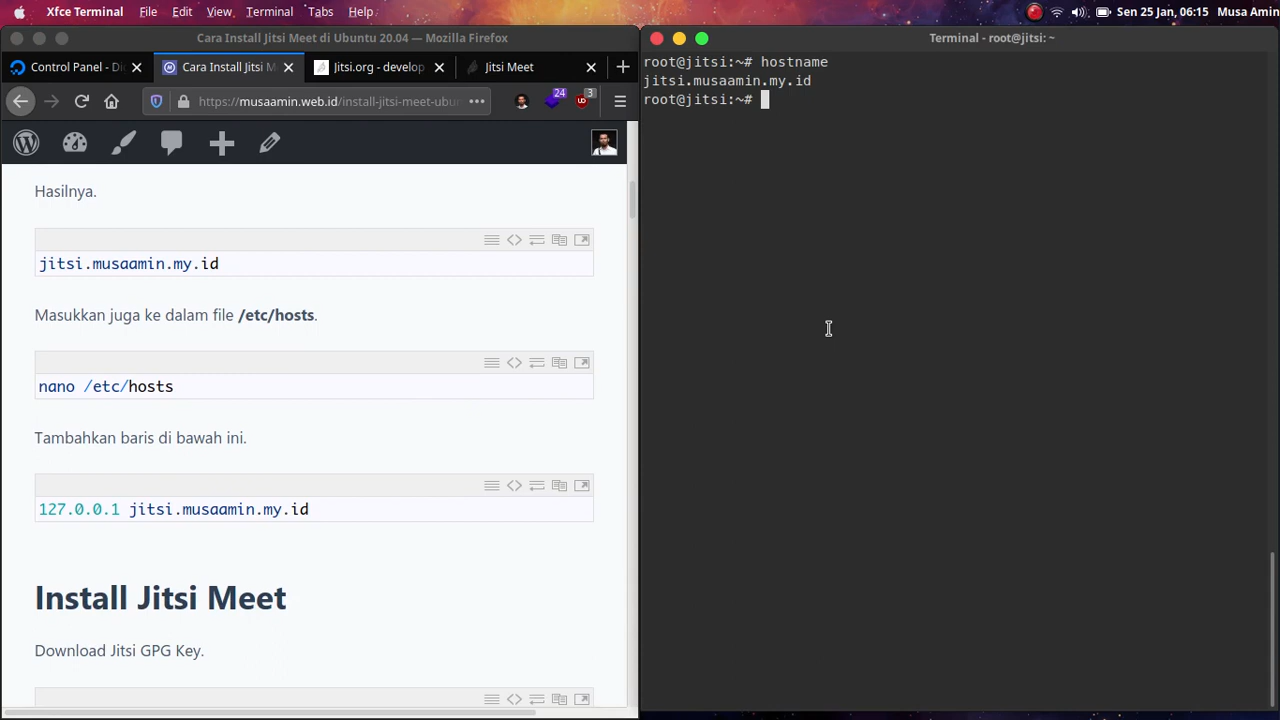 Xfce Terminal File Edit View Terminal Tabs Help
Sen 25 Jan, 06:15 Musa Amin
Cara Install Jitsi Meet di Ubuntu 20.04 — Mozilla Firefox
Control Panel - Di
Cara Install Jitsi M
Jitsi.org - develop
Jitsi Meet
https://musaamin.web.id/install-jitsi-meet-ubu
24
3
Hasilnya.
jitsi.musaamin.my.id
Masukkan juga ke dalam file /etc/hosts.
nano /etc/hosts
Tambahkan baris di bawah ini.
127.0.0.1 jitsi.musaamin.my.id
Install Jitsi Meet
Download Jitsi GPG Key.
Terminal - root@jitsi: ~
root@jitsi:~# hostname
jitsi.musaamin.my.id
root@jitsi:~#